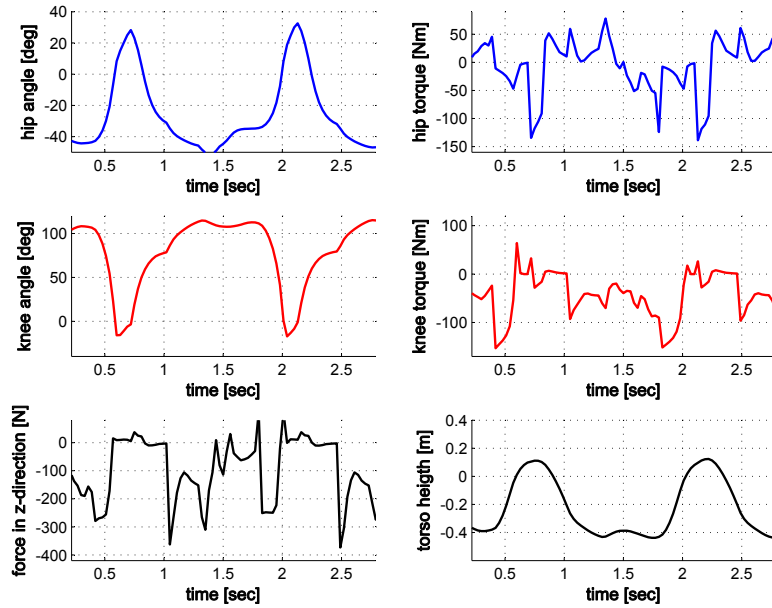 hip angle [deg]
40
20
0
-20
-40
0.5 1 1.5 2 2.5
time [sec]
hip torque [Nm]
50
0
-50
-100
-150
0.5 1 1.5 2 2.5
time [sec]
knee angle [deg]
100
50
0
0.5 1 1.5 2 2.5
time [sec]
knee torque [Nm]
100
0
-100
0.5 1 1.5 2 2.5
time [sec]
force in z-direction [N]
0
-100
-200
-300
-400
0.5 1 1.5 2 2.5
time [sec]
torso heigth [m]
0.4
0.2
0
-0.2
-0.4
0.5 1 1.5 2 2.5
time [sec]